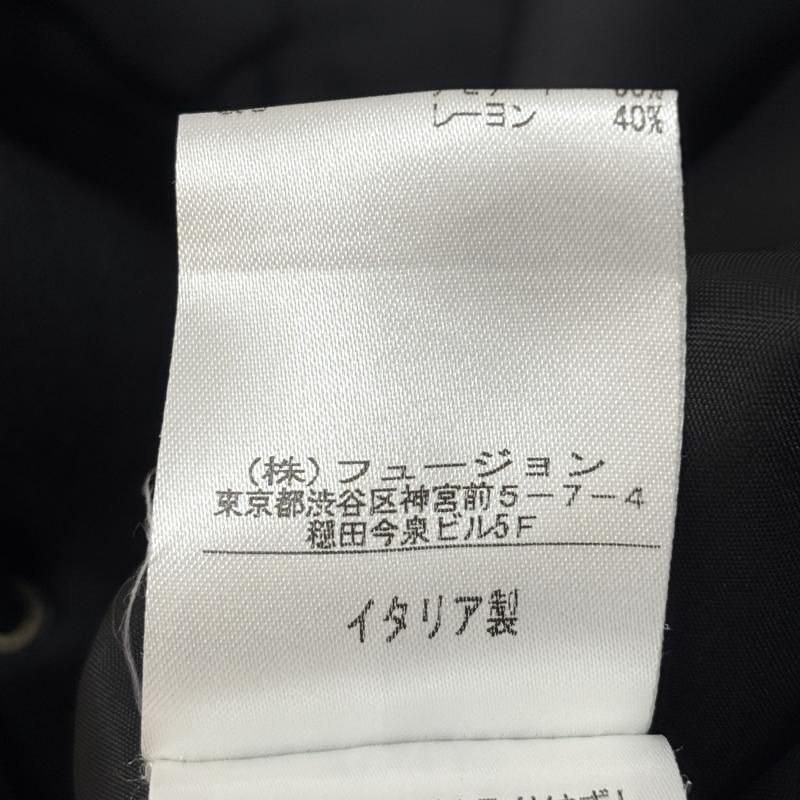 レーヨン 40%
(株)フュージョン
東京都渋谷区神宮前5-7-4
穏田今泉ビル5F
イタリア製